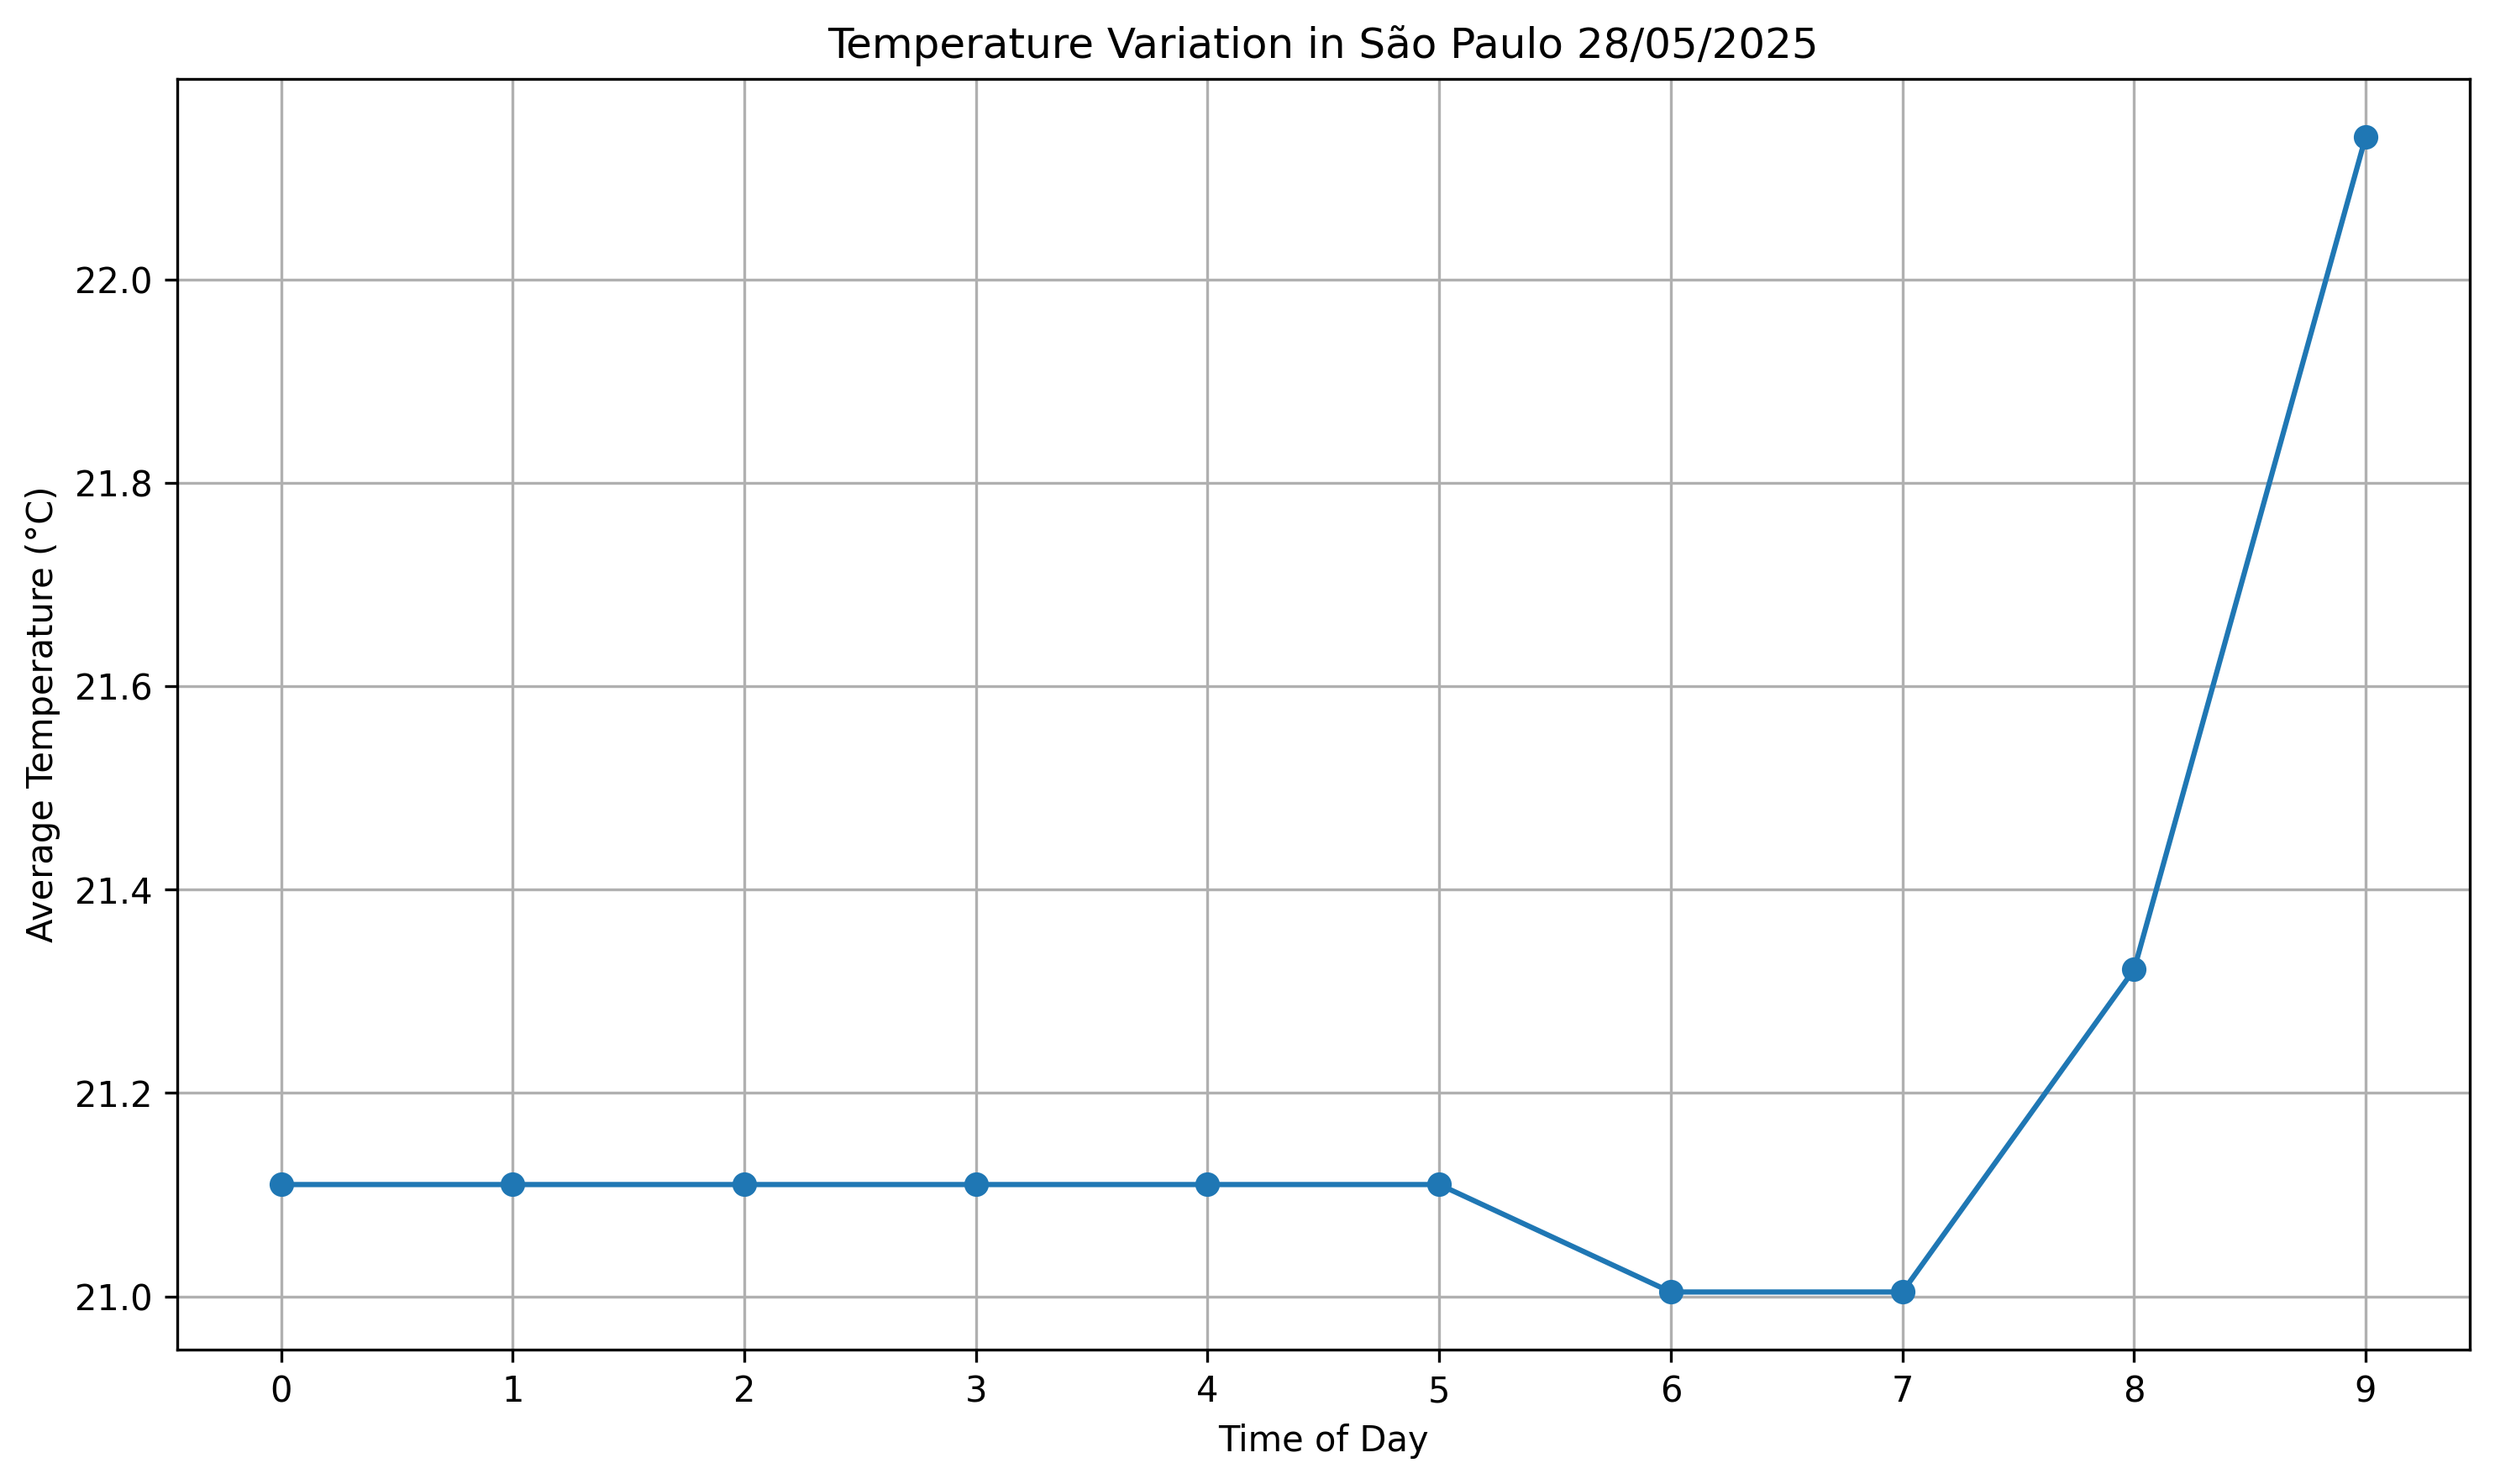 Temperature Variation in São Paulo 28/05/2025
22.0
21.8
21.6
21.4
21.2
21.0
Average Temperature (°C)
0 1 2 3 4 5 6 7 8 9
Time of Day